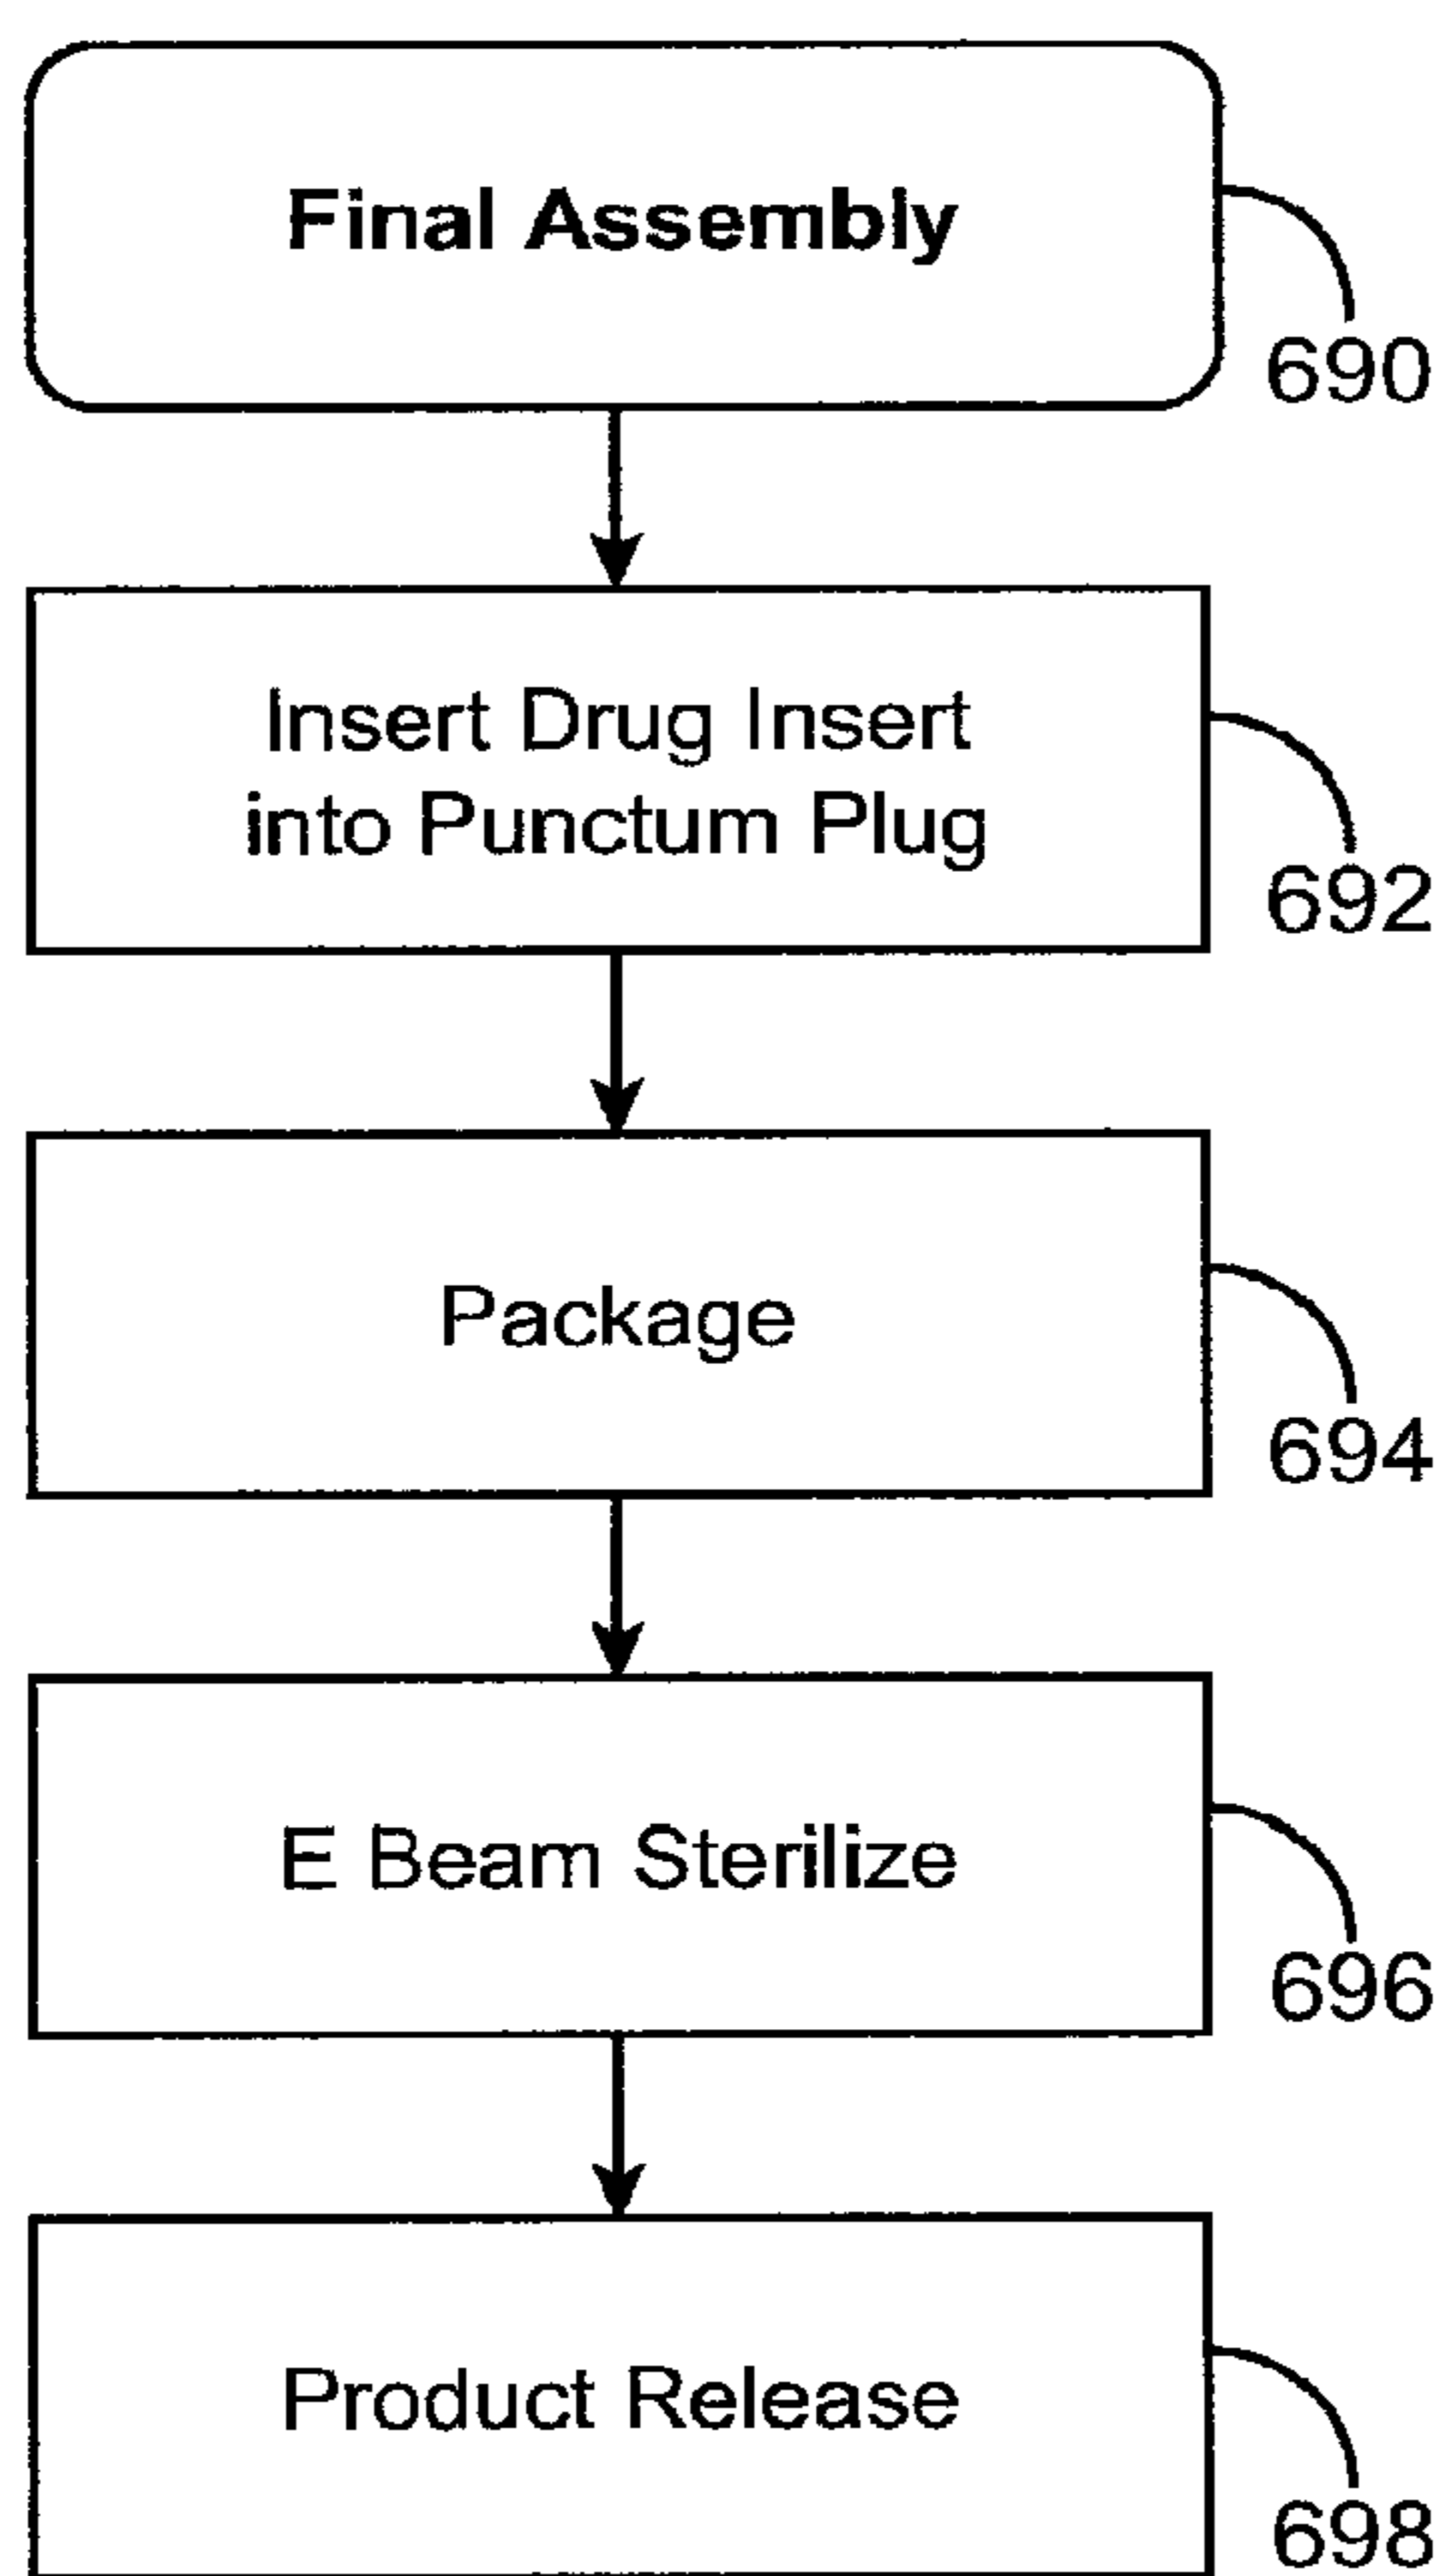 Final Assembly
690
Insert Drug Insert
into Punctum Plug
692
Package
694
E Beam Sterilize
696
Product Release
698